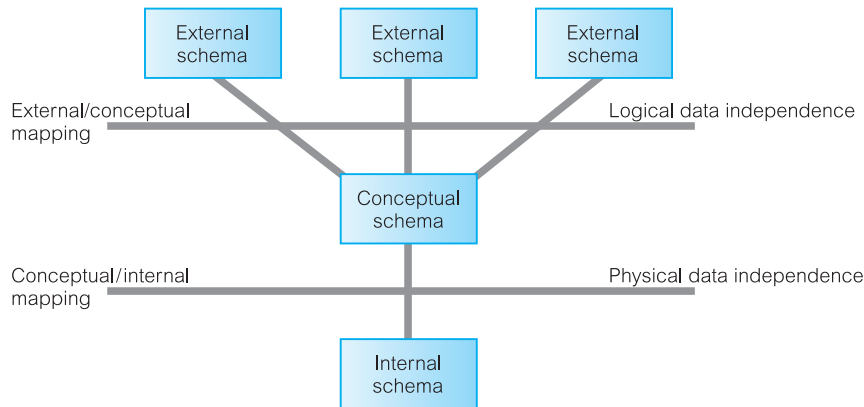 External
schema
External
schema
External
schema
External/conceptual
mapping
Logical data independence
Conceptual
schema
Conceptual/internal
mapping
Physical data independence
Internal
schema